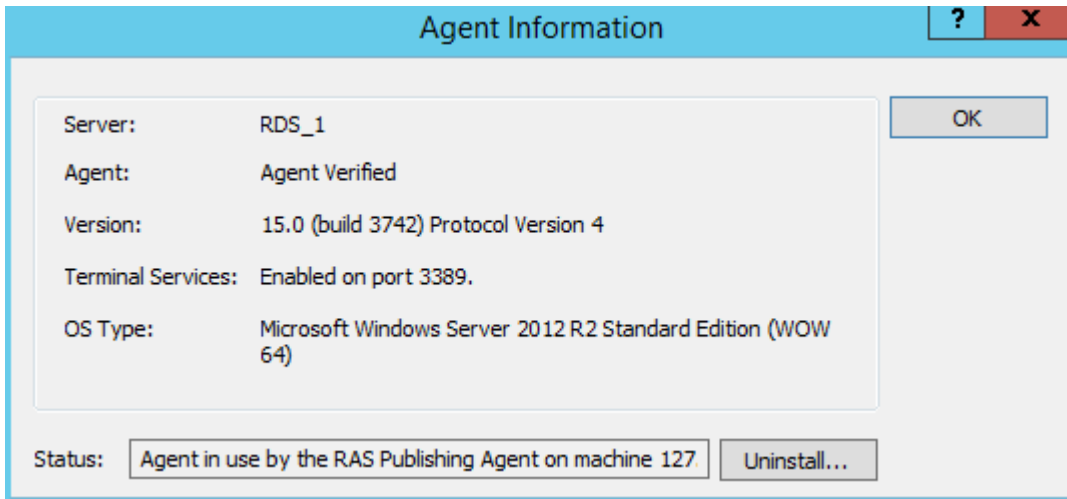 Agent Information
? x
Server: RDS_1
OK
Agent: Agent Verified
Version: 15.0 (build 3742) Protocol Version 4
Terminal Services: Enabled on port 3389.
OS Type: Microsoft Windows Server 2012 R2 Standard Edition (WOW
64)
Status: Agent in use by the RAS Publishing Agent on machine 127. Uninstall...